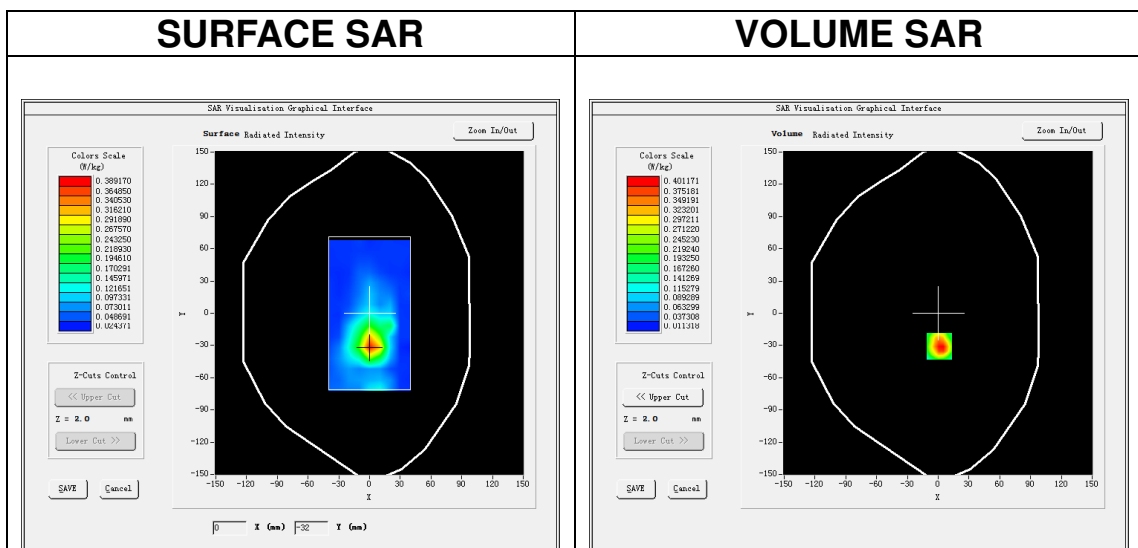 SURFACE SAR
VOLUME SAR
SAR Visualisation Graphical Interface
Surface Radiated Intensity
Zoom In/Out
Colors Scale
(W/kg)
0.389170
0.364850
0.340530
0.316210
0.291890
0.267570
0.243250
0.218930
0.194610
0.170291
0.145971
0.121651
0.097331
0.073011
0.048691
0.024371
150
120
90
60
30
0
-30
-60
-90
-120
-150
Y
-150 -120 -90 -60 -30 0 30 60 90 120 150
X
Z-Cuts Control
<< Upper Cut
Z = 2.0 mm
Lower Cut >>
SAVE Cancel
0 X (mm) -32 Y (mm)
SAR Visualisation Graphical Interface
Volume Radiated Intensity
Zoom In/Out
Colors Scale
(W/kg)
0.401171
0.375181
0.349191
0.323201
0.297211
0.271220
0.245230
0.219240
0.193250
0.167260
0.141269
0.115279
0.089289
0.063299
0.037308
0.011318
150
120
90
60
30
0
-30
-60
-90
-120
-150
Y
-150 -120 -90 -60 -30 0 30 60 90 120 150
X
Z-Cuts Control
<< Upper Cut
Z = 2.0 mm
Lower Cut >>
SAVE Cancel